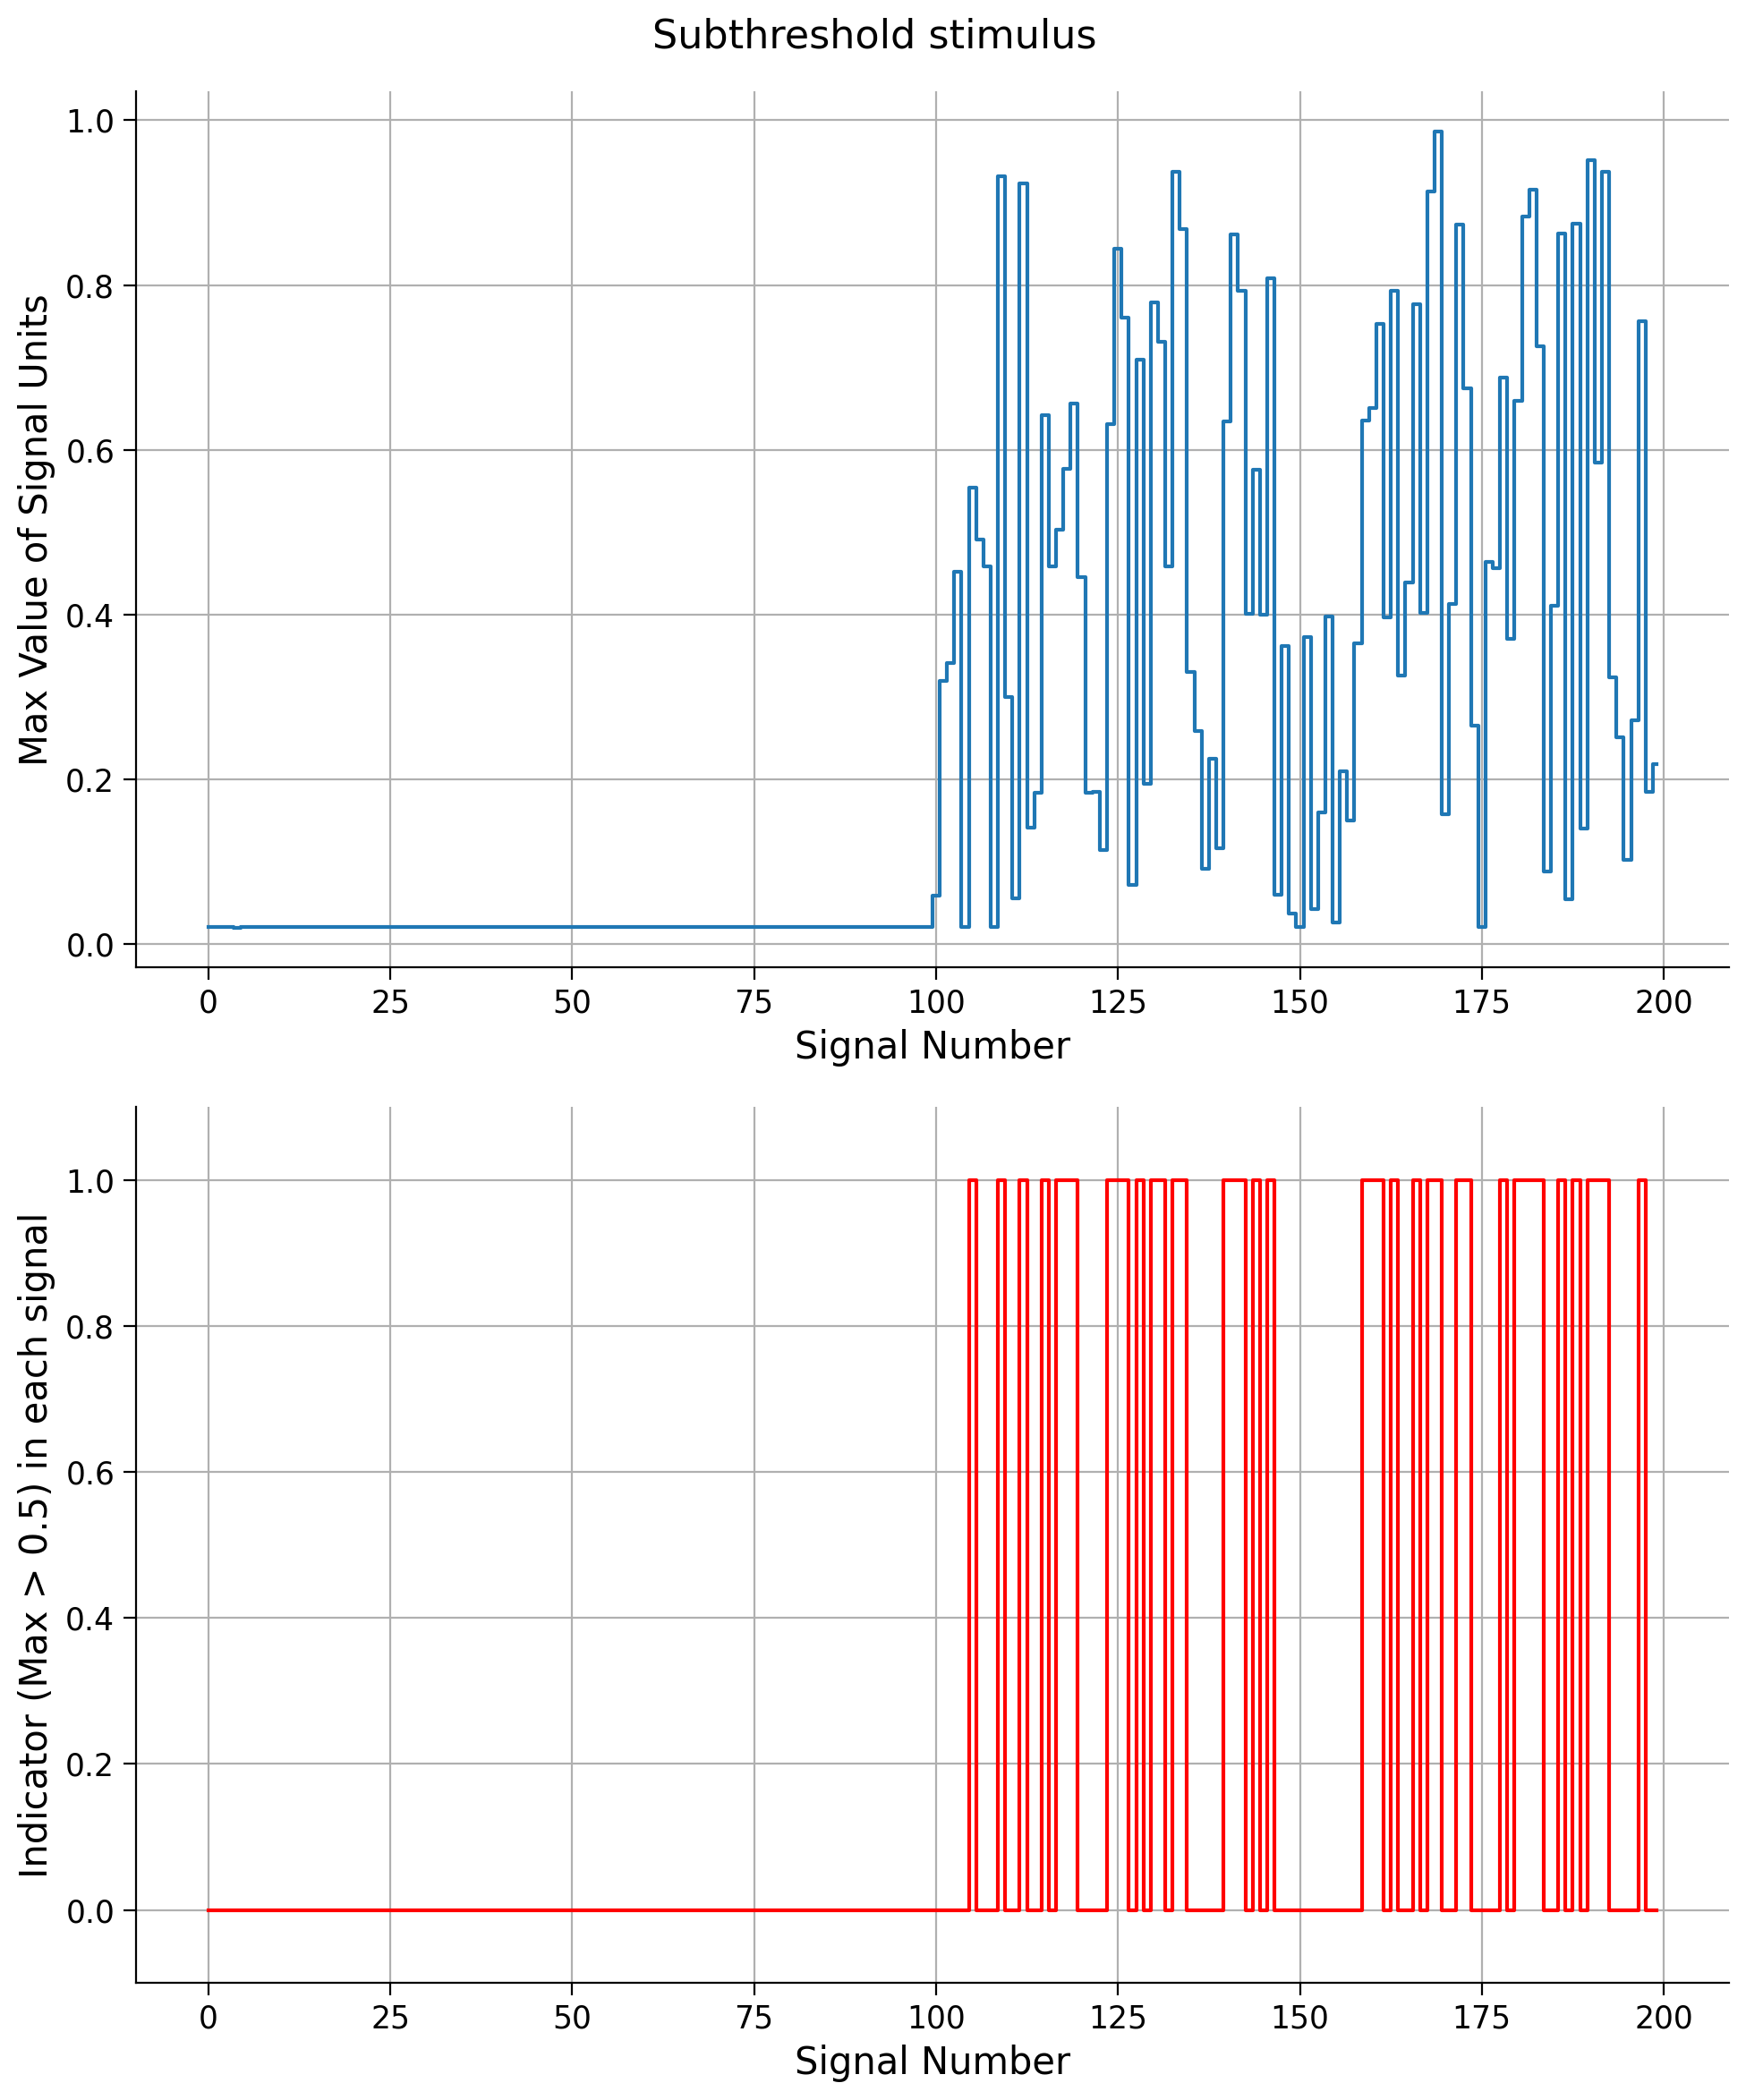 Subthreshold stimulus
Max Value of Signal Units
1.0
0.8
0.6
0.4
0.2
0.0
0 25 50 75 100 125 150 175 200
Signal Number
Indicator (Max > 0.5) in each signal
1.0
0.8
0.6
0.4
0.2
0.0
0 25 50 75 100 125 150 175 200
Signal Number